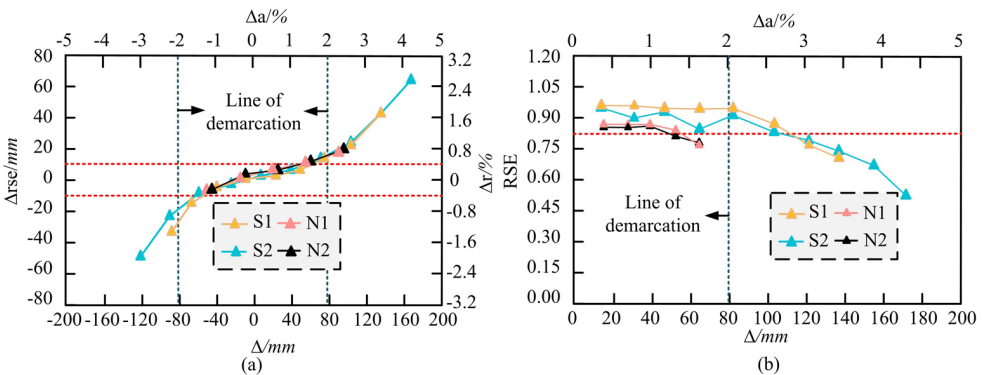 Δa/%
-5 -4 -3 -2 -1 0 1 2 3 4 5
80
60
40
20
0
-20
-40
-60
-80
Δrse/mm
3.2
2.4
1.6
0.8
0
-0.8
-1.6
-2.4
-3.2
Δr/%
Line of
demarcation
S1 N1
S2 N2
-200 -160 -120 -80 -40 0 40 80 120 160 200
Δ/mm
(a)
Δa/%
0 1 2 3 4 5
1.20
1.05
0.90
0.75
0.60
0.45
0.30
0.15
0.00
RSE
Line of
demarcation
S1 N1
S2 N2
0 20 40 60 80 100 120 140 160 180 200
Δ/mm
(b)